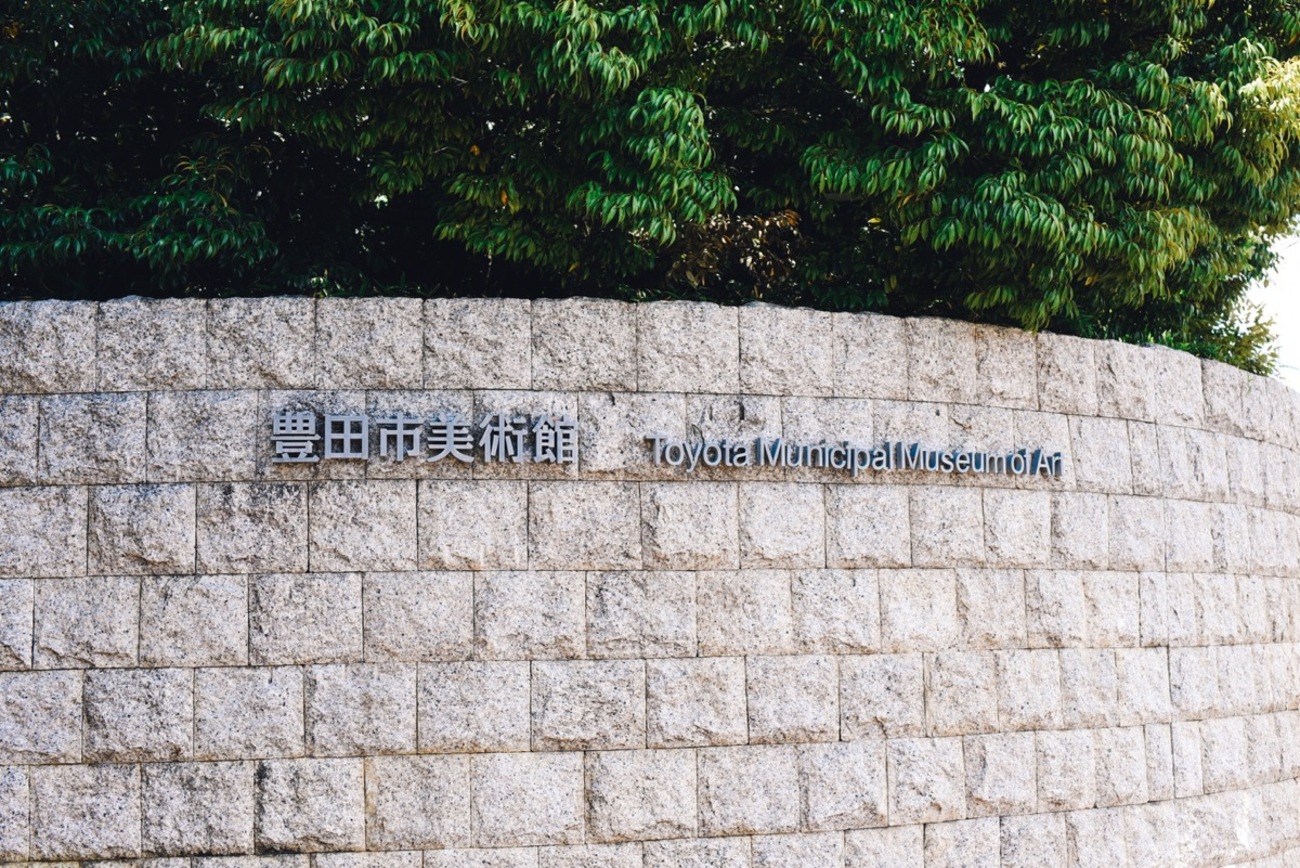 豊田市美術館 Toyota Municipal Museum of Art